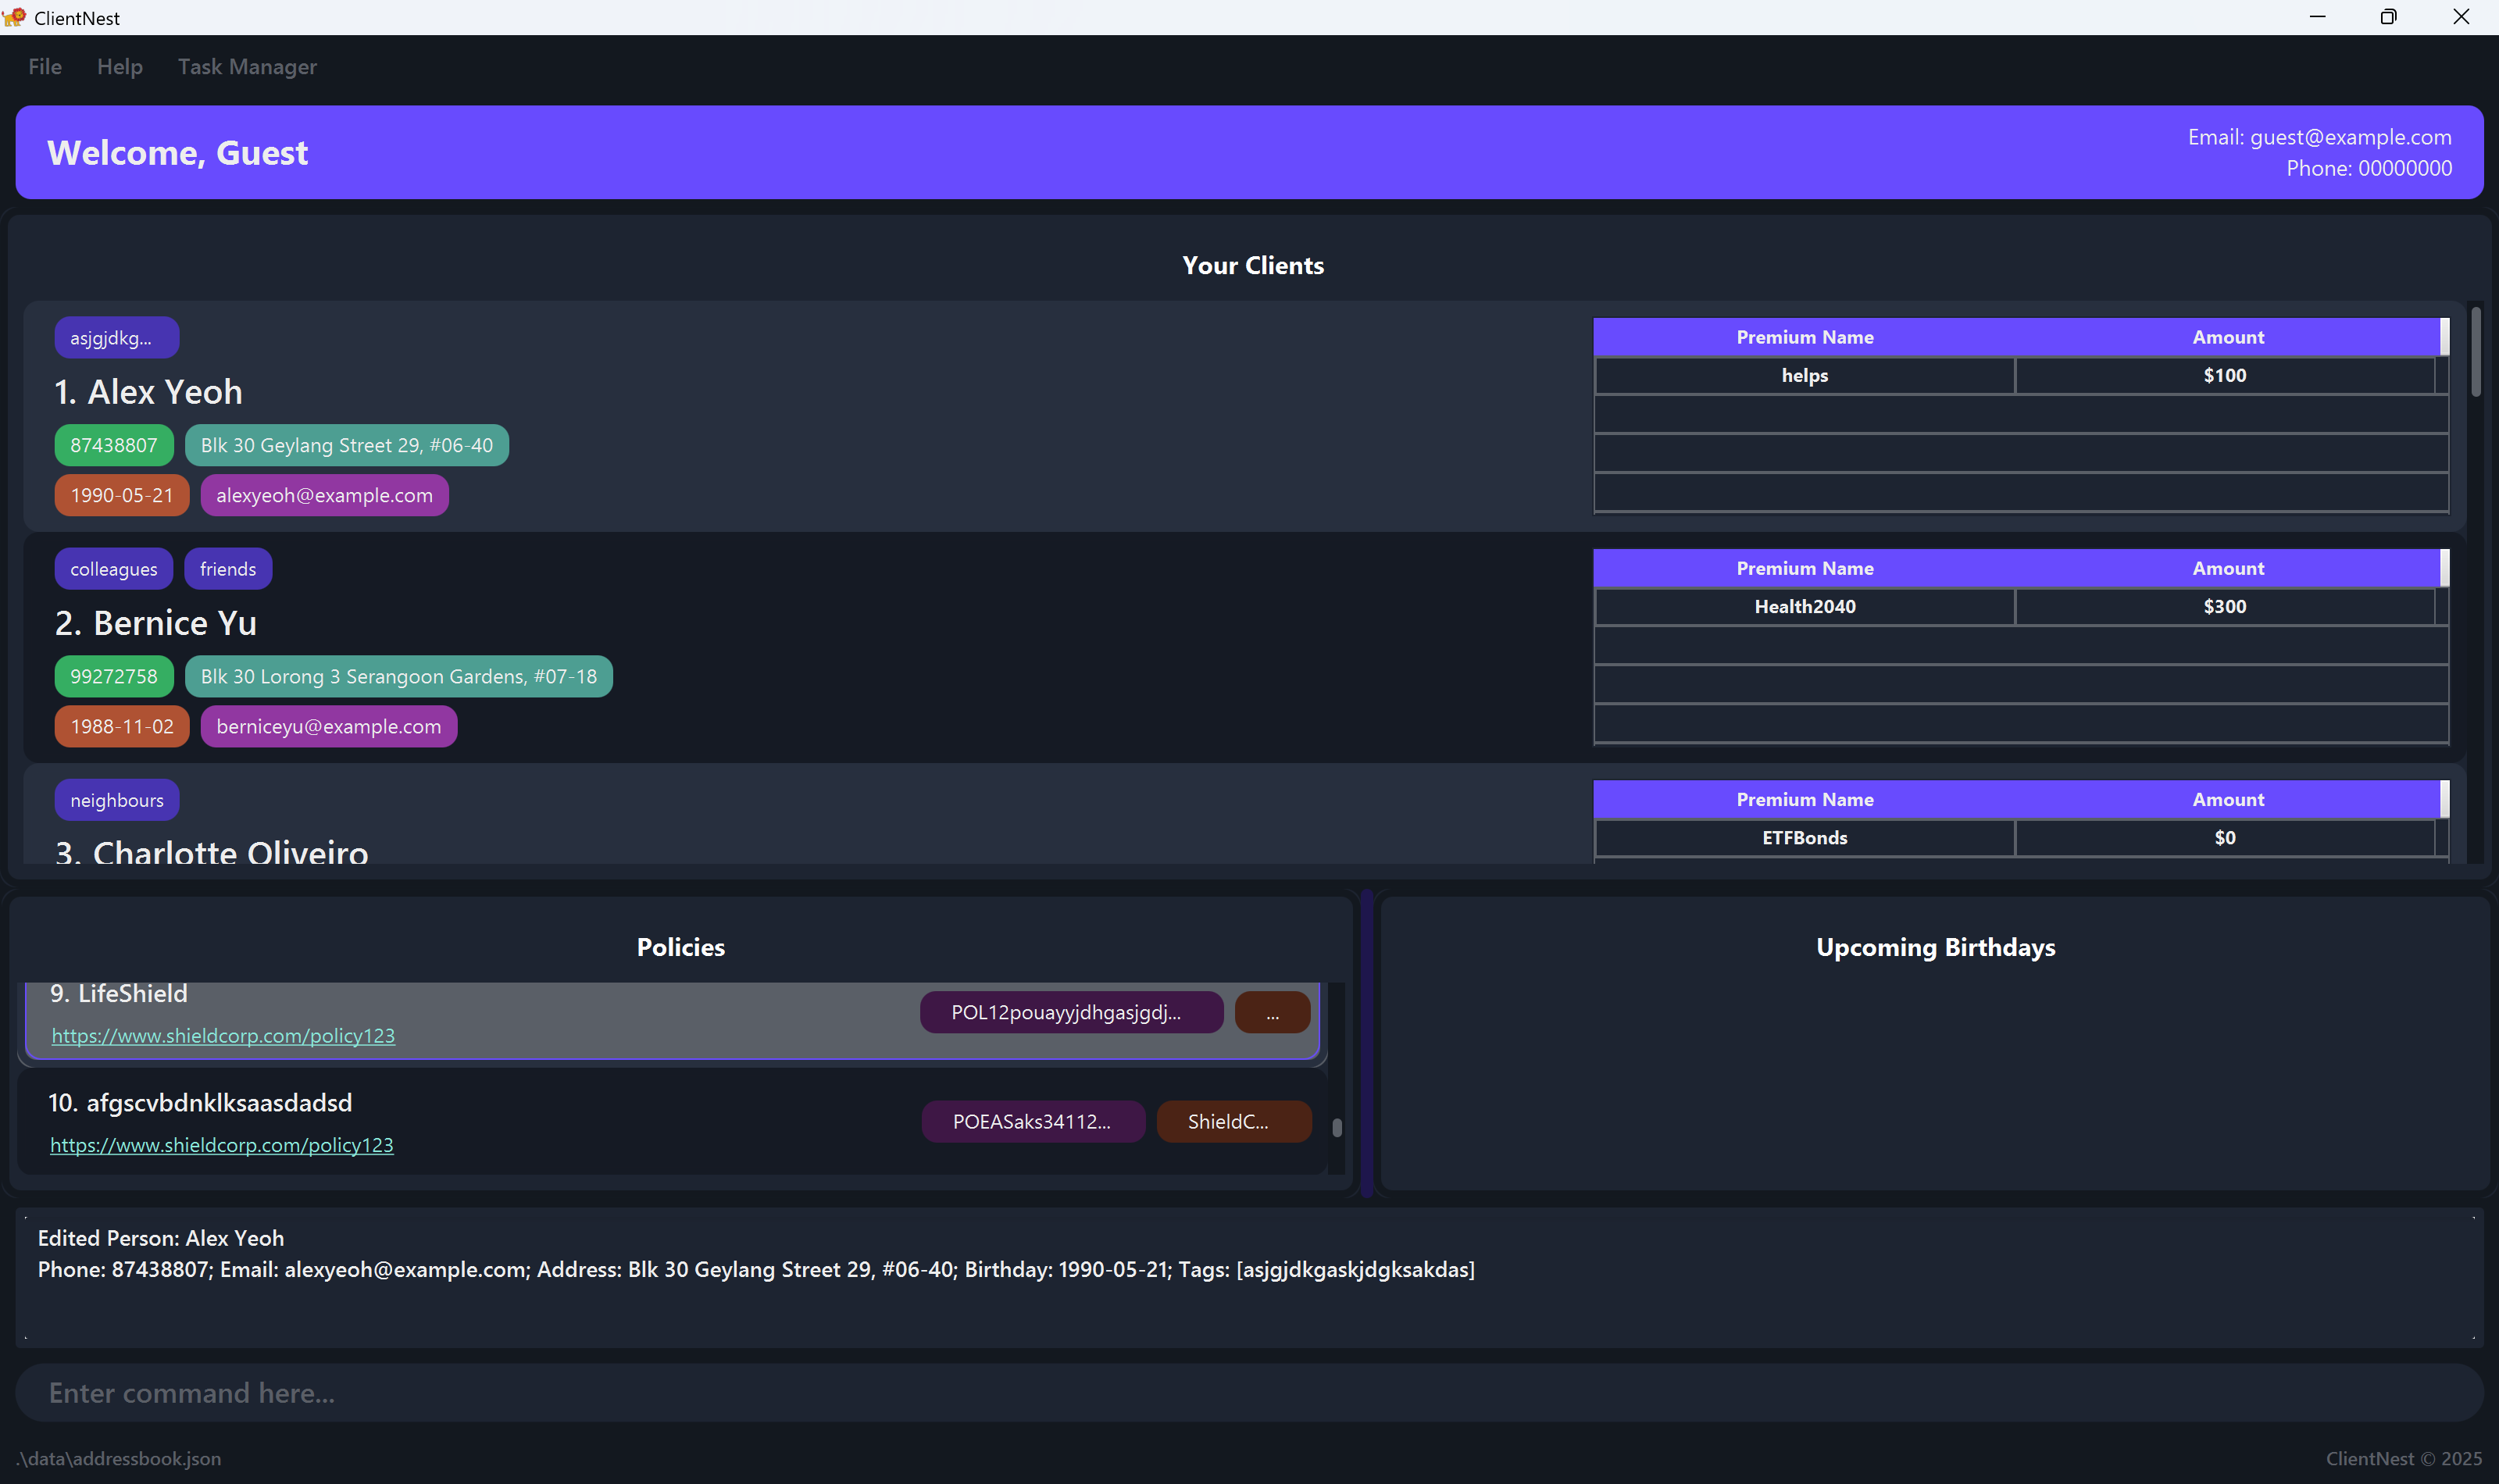 ClientNest
File Help Task Manager
Welcome, Guest
Email: guest@example.com
Phone: 00000000
Your Clients
asjgjdkg...
1. Alex Yeoh
87438807 Blk 30 Geylang Street 29, #06-40
1990-05-21 alexyeoh@example.com
Premium Name Amount
helps $100
colleagues friends
2. Bernice Yu
99272758 Blk 30 Lorong 3 Serangoon Gardens, #07-18
1988-11-02 berniceyu@example.com
Premium Name Amount
Health2040 $300
neighbours
3. Charlotte Oliveiro
Premium Name Amount
ETFBonds $0
Policies
9. LifeShield
https://www.shieldcorp.com/policy123
POL12pouayyjdhgasjgdj... ...
10. afgscvbdnklksaasdadsd
https://www.shieldcorp.com/policy123
POEASaks34112... ShieldC...
Upcoming Birthdays
Edited Person: Alex Yeoh
Phone: 87438807; Email: alexyeoh@example.com; Address: Blk 30 Geylang Street 29, #06-40; Birthday: 1990-05-21; Tags: [asjgjdkgaskjdgksakdas]
Enter command here...
.\data\addressbook.json
ClientNest © 2025